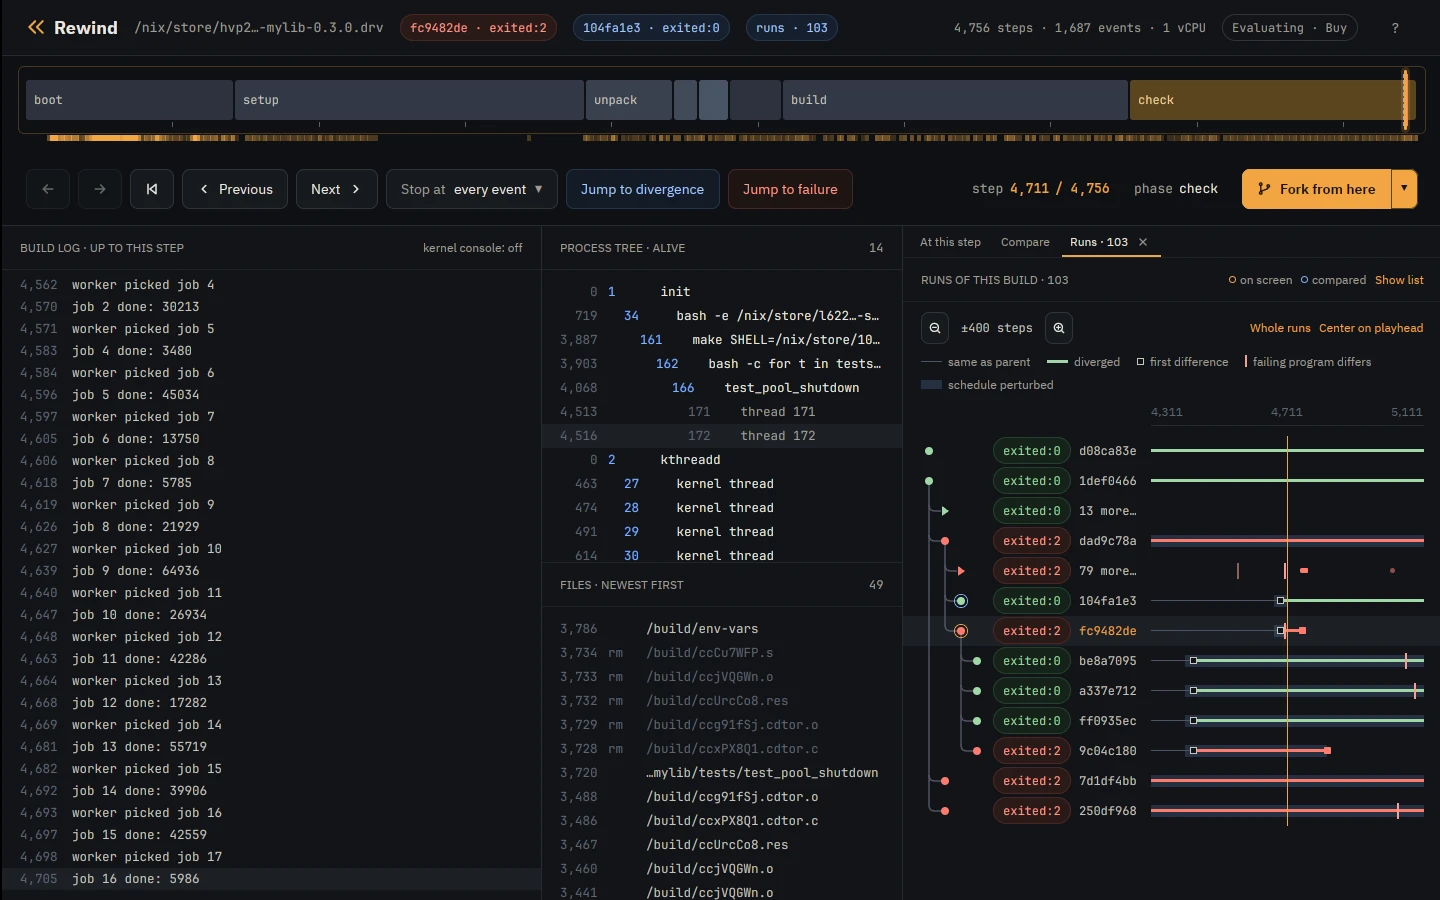 Rewind /nix/store/hvp2…-mylib-0.3.0.drv fc9482de · exited:2 104fa1e3 · exited:0 runs · 103 4,756 steps · 1,687 events · 1 vCPU Evaluating · Buy ?
boot setup unpack build check
Previous Next Stop at every event ▾ Jump to divergence Jump to failure step 4,711 / 4,756 phase check Fork from here ▾
BUILD LOG · UP TO THIS STEP kernel console: off
4,562 worker picked job 4
4,570 job 2 done: 30213
4,571 worker picked job 5
4,583 job 4 done: 3480
4,584 worker picked job 6
4,596 job 5 done: 45034
4,597 worker picked job 7
4,605 job 6 done: 13750
4,606 worker picked job 8
4,618 job 7 done: 5785
4,619 worker picked job 9
4,626 job 8 done: 21929
4,627 worker picked job 10
4,639 job 9 done: 64936
4,640 worker picked job 11
4,647 job 10 done: 26934
4,648 worker picked job 12
4,663 job 11 done: 42286
4,664 worker picked job 13
4,668 job 12 done: 17282
4,669 worker picked job 14
4,681 job 13 done: 55719
4,682 worker picked job 15
4,692 job 14 done: 39906
4,693 worker picked job 16
4,697 job 15 done: 42559
4,698 worker picked job 17
4,705 job 16 done: 5986
PROCESS TREE · ALIVE 14
0 1 init
719 34 bash -e /nix/store/l622…-s…
3,887 161 make SHELL=/nix/store/10…
3,903 162 bash -c for t in tests…
4,068 166 test_pool_shutdown
4,513 171 thread 171
4,516 172 thread 172
0 2 kthreadd
463 27 kernel thread
474 28 kernel thread
491 29 kernel thread
614 30 kernel thread
FILES · NEWEST FIRST 49
3,786 /build/env-vars
3,734 rm /build/ccCu7WFP.s
3,733 rm /build/ccjVQGWn.o
3,732 rm /build/ccUrcCo8.res
3,729 rm /build/ccg91fSj.cdtor.o
3,728 rm /build/ccxPX8Q1.cdtor.c
3,720 …mylib/tests/test_pool_shutdown
3,488 /build/ccg91fSj.cdtor.o
3,486 /build/ccxPX8Q1.cdtor.c
3,467 /build/ccUrcCo8.res
3,460 /build/ccjVQGWn.o
3,441 /build/ccjVQGWn.o
At this step Compare Runs · 103 ✕
RUNS OF THIS BUILD · 103 on screen compared Show list
±400 steps Whole runs Center on playhead
same as parent diverged first difference failing program differs
schedule perturbed
4,311 4,711 5,111
exited:0 d08ca83e
exited:0 1def0466
exited:0 13 more…
exited:2 dad9c78a
exited:2 79 more…
exited:0 104fa1e3
exited:2 fc9482de
exited:0 be8a7095
exited:0 a337e712
exited:0 ff0935ec
exited:2 9c04c180
exited:2 7d1df4bb
exited:2 250df968